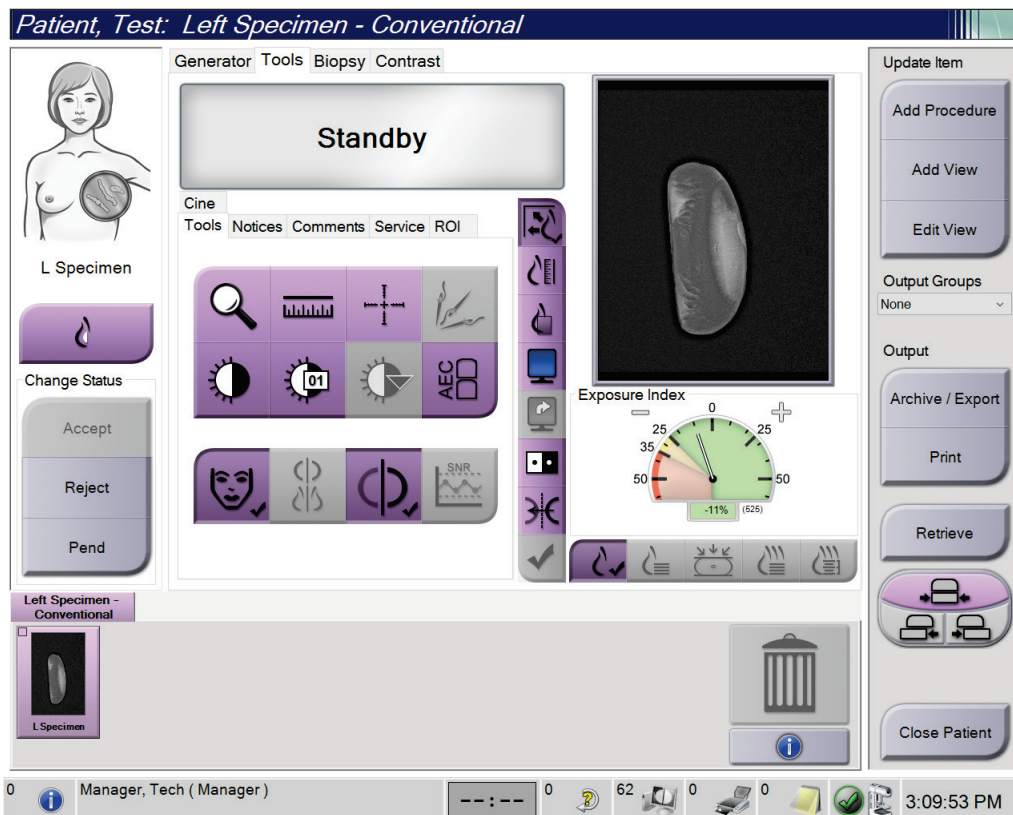 Patient, Test: Left Specimen - Conventional
Generator Tools Biopsy Contrast
Update Item
Add Procedure
Add View
Edit View
Output Groups
None
Output
Archive / Export
Print
Retrieve
Close Patient
L Specimen
Change Status
Accept
Reject
Pend
Standby
Cine
Tools Notices Comments Service ROI
01
AEC
SNR
Exposure Index
0
25 25
35
50 50
-11% (525)
Left Specimen -
Conventional
L Specimen
0 Manager, Tech ( Manager ) --:-- 0 62 0 0 3:09:53 PM